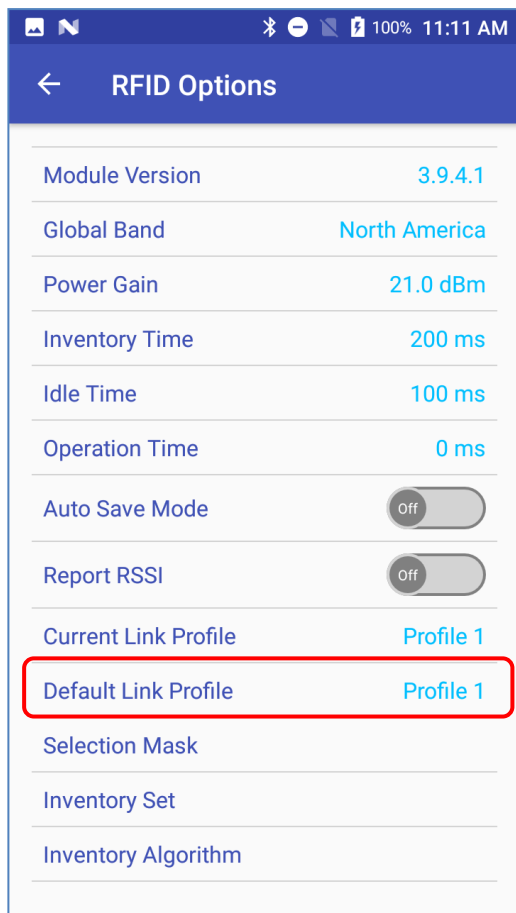 100% 11:11 AM
RFID Options
Module Version 3.9.4.1
Global Band North America
Power Gain 21.0 dBm
Inventory Time 200 ms
Idle Time 100 ms
Operation Time 0 ms
Auto Save Mode Off
Report RSSI Off
Current Link Profile Profile 1
Default Link Profile Profile 1
Selection Mask
Inventory Set
Inventory Algorithm